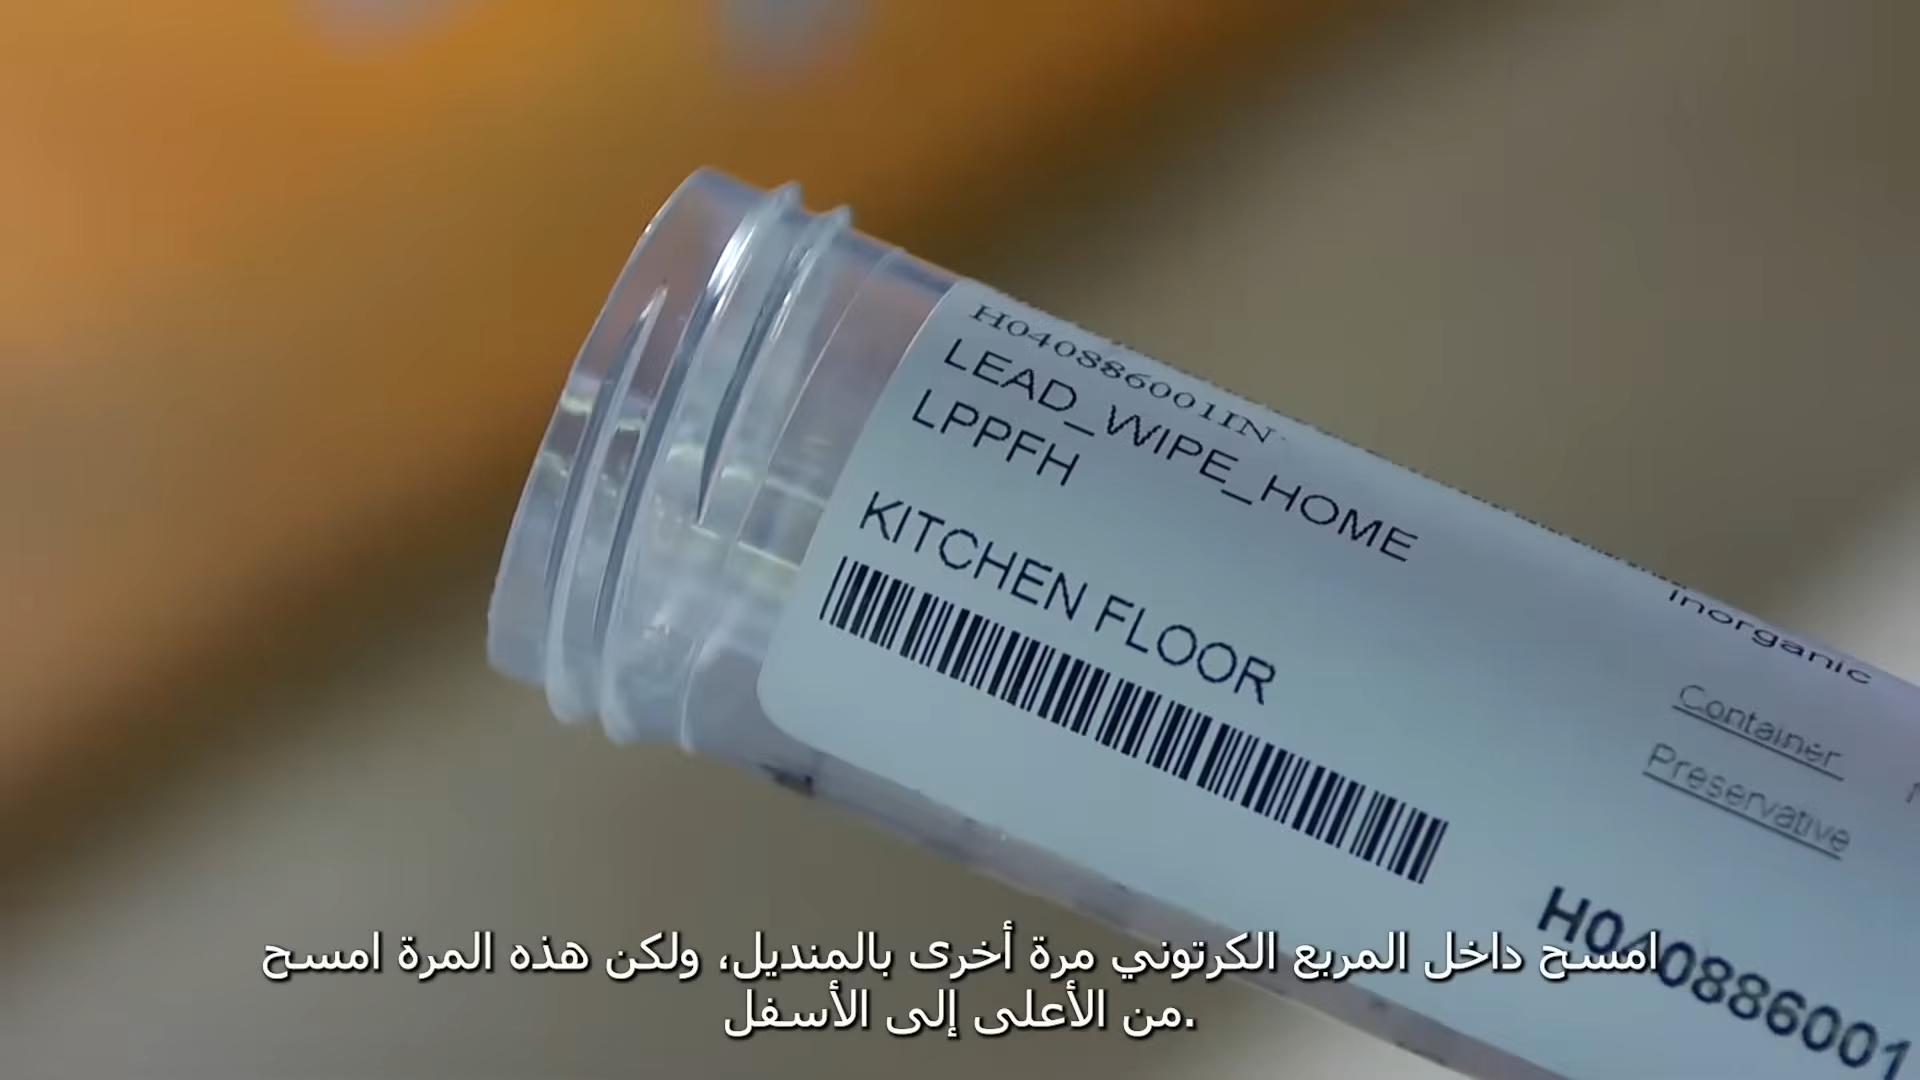 H040886001IN
LEAD_WIPE_HOME
LPPFH
KITCHEN FLOOR
Inorganic
Container
Preservative
H040886001
امسح داخل المربع الكرتوني مرة أخرى بالمنديل، ولكن هذه المرة امسح
من الأعلى إلى الأسفل.